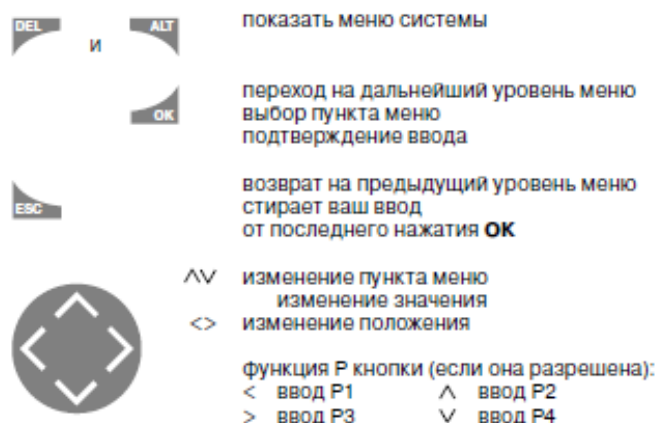 DEL и ALT показать меню системы
OK
переход на дальнейший уровень меню
выбор пункта меню
подтверждение ввода
ESC
возврат на предыдущий уровень меню
стирает ваш ввод
от последнего нажатия OK
ΛV изменение пункта меню
изменение значения
<> изменение положения
функция P кнопки (если она разрешена):
< ввод P1 Λ ввод P2
> ввод P3 V ввод P4